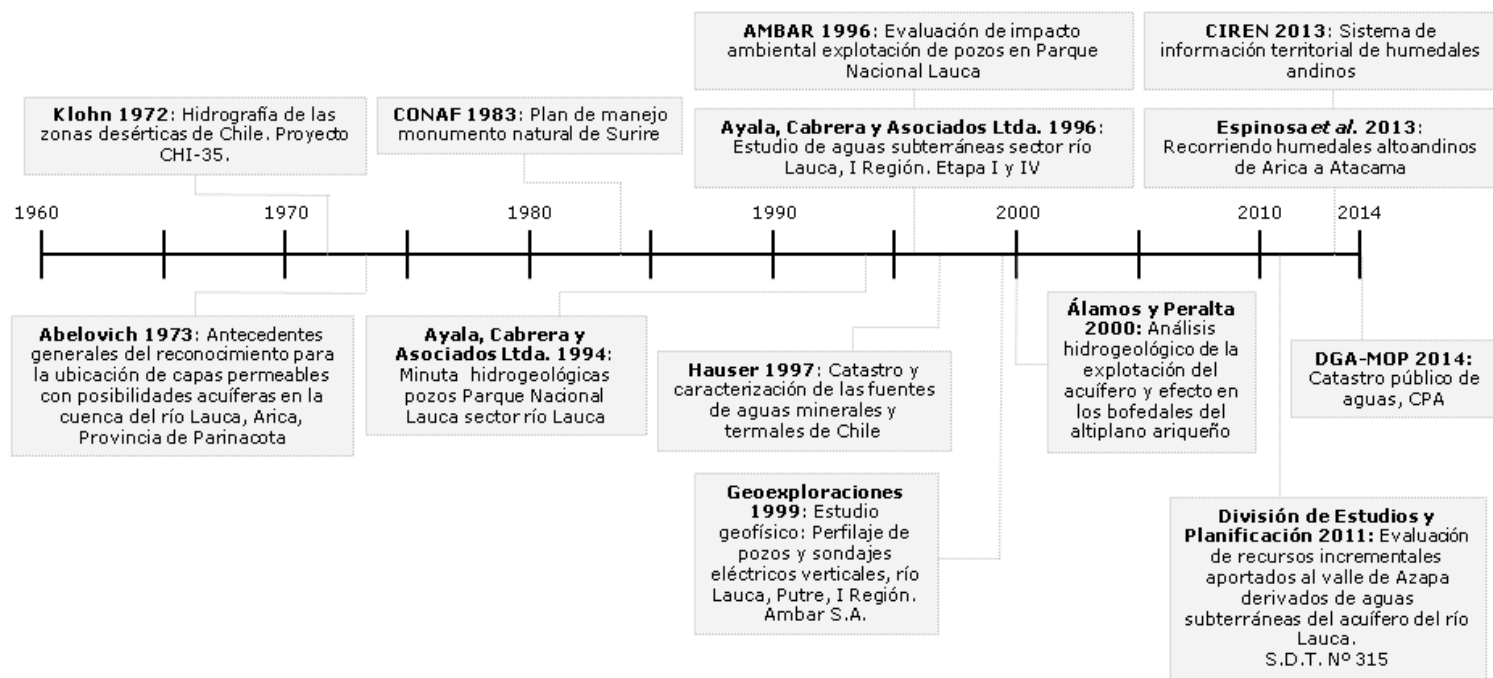 AMBAR 1996: Evaluación de impacto
ambiental explotación de pozos en Parque
Nacional Lauca
CIREN 2013: Sistema de
información territorial de humedales
andinos
Klohn 1972: Hidrografía de las
zonas desérticas de Chile. Proyecto
CHI-35.
CONAF 1983: Plan de manejo
monumento natural de Surire
Ayala, Cabrera y Asociados Ltda. 1996:
Estudio de aguas subterráneas sector río
Lauca, I Región. Etapa I y IV
Espinosa et al. 2013:
Recorriendo humedales altoandinos
de Arica a Atacama
1960
1970
1980
1990
2000
2010
2014
Abelovich 1973: Antecedentes
generales del reconocimiento para
la ubicación de capas permeables
con posibilidades acuíferas en la
cuenca del río Lauca, Arica,
Provincia de Parinacota
Ayala, Cabrera y
Asociados Ltda. 1994:
Minuta hidrogeológicas
pozos Parque Nacional
Lauca sector río Lauca
Hauser 1997: Catastro y
caracterización de las fuentes
de aguas minerales y
termales de Chile
Álamos y Peralta
2000: Análisis
hidrogeológico de la
explotación del
acuífero y efecto en
los bofedales del
altiplano ariqueño
DGA-MOP 2014:
Catastro público de
aguas, CPA
Geoexploraciones
1999: Estudio
geofísico: Perfilaje de
pozos y sondajes
eléctricos verticales, río
Lauca, Putre, I Región.
Ambar S.A.
División de Estudios y
Planificación 2011: Evaluación
de recursos incrementales
aportados al valle de Azapa
derivados de aguas
subterráneas del acuífero del río
Lauca.
S.D.T. Nº 315